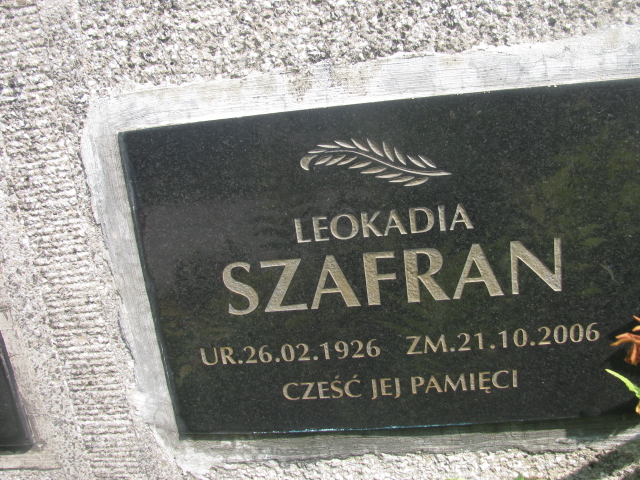 LEOKADIA
SZAFRAN
UR.26.02.1926 ZM.21.10.2006
CZEŚĆ JEJ PAMIĘCI